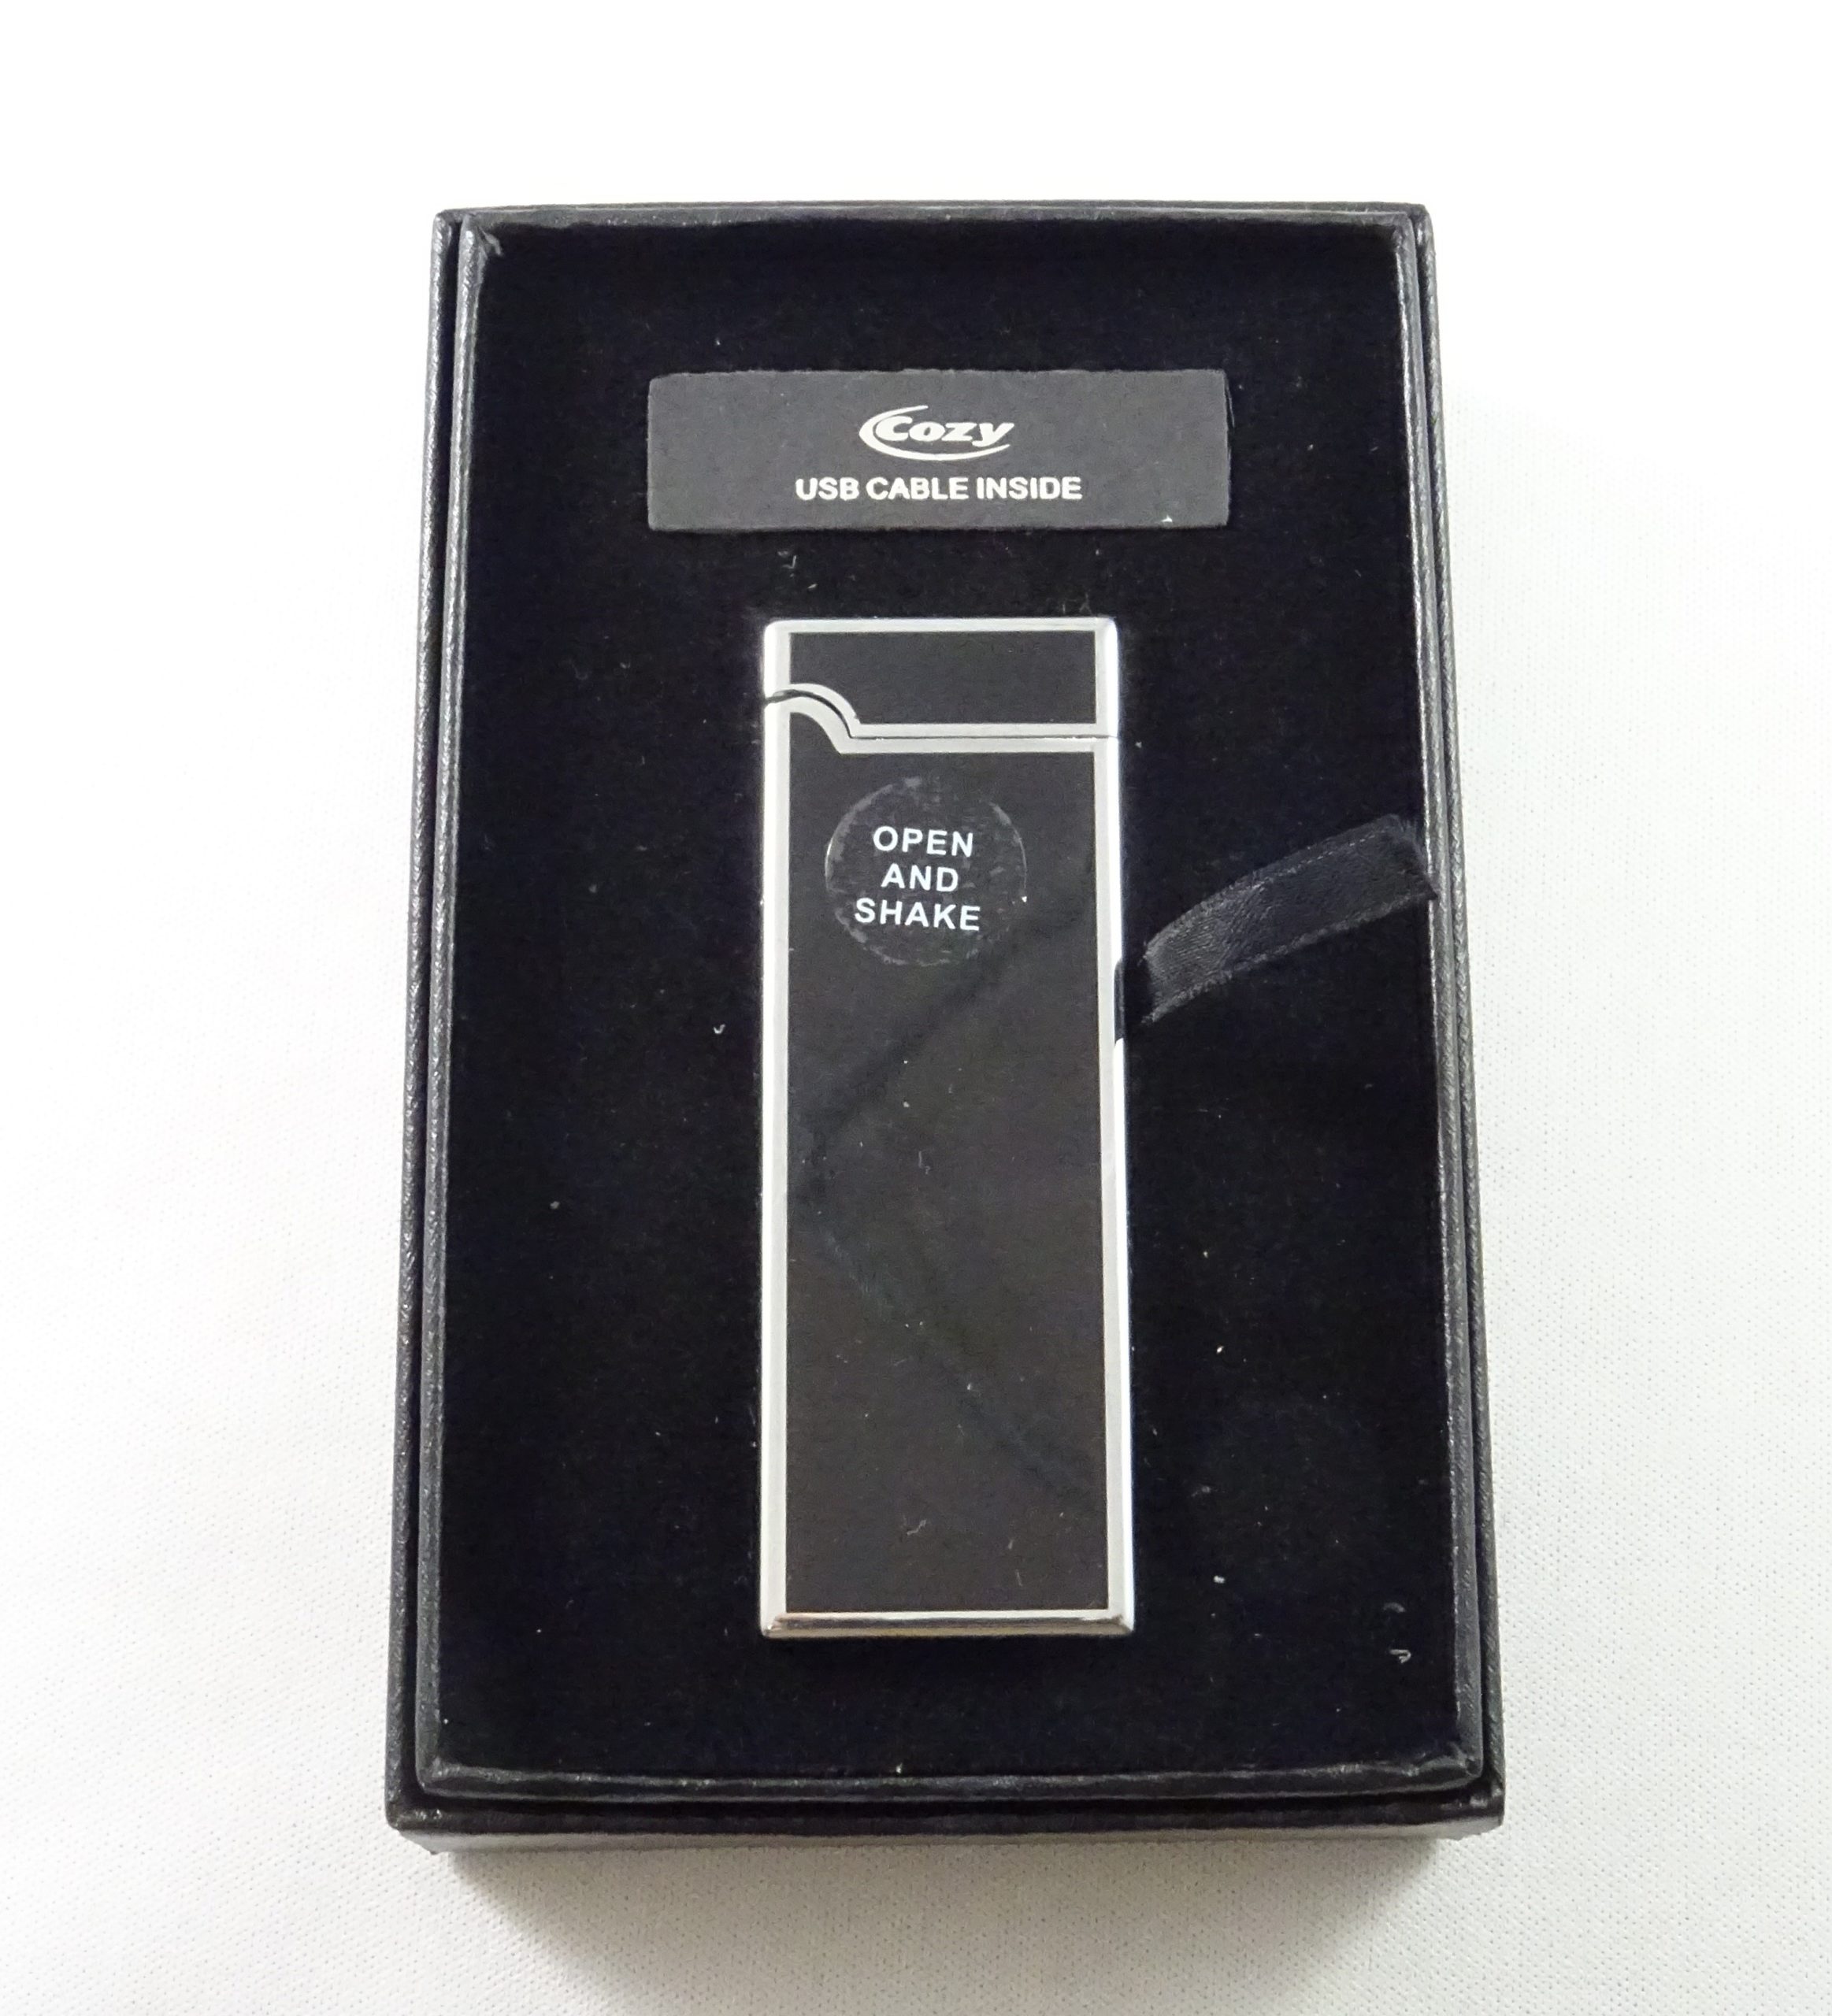 Cozy
USB CABLE INSIDE
OPEN
AND
SHAKE